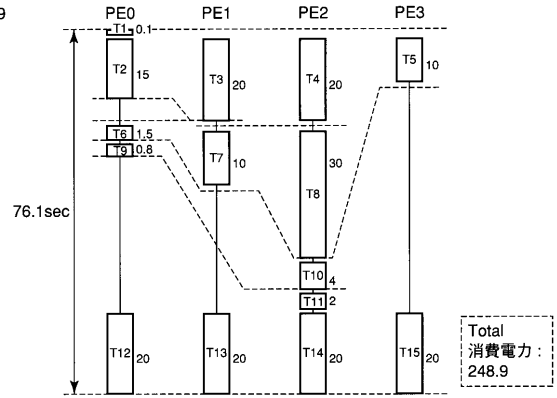 9
PE0 PE1 PE2 PE3
T1 0.1
T2 15
T3 20
T4 20
T5 10
T6 1.5
T9 0.8
T7 10
T8 30
76.1sec
T10 4
T11 2
T12 20
T13 20
T14 20
T15 20
Total
消費電力：
248.9